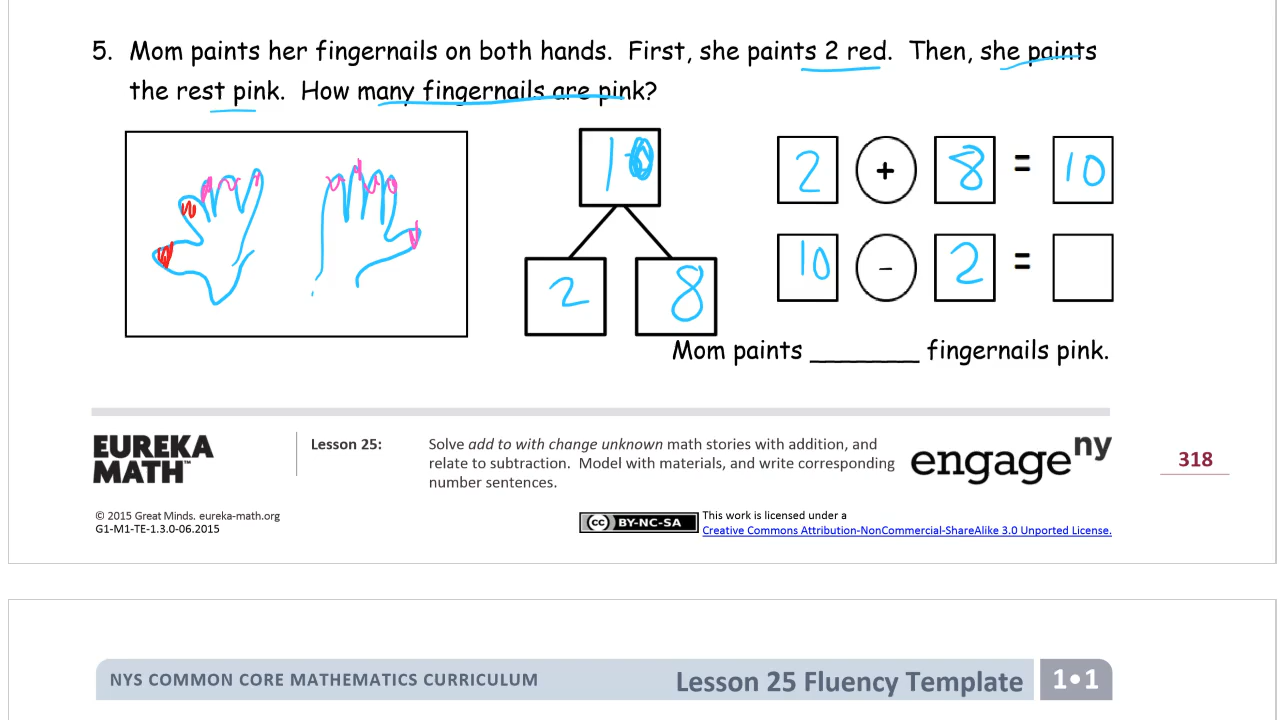 5. Mom paints her fingernails on both hands. First, she paints 2 red. Then, she paints
the rest pink. How many fingernails are pink?
10
2 8
2 + 8 = 10
10 - 2 =
Mom paints _______ fingernails pink.
EUREKA
MATH™
Lesson 25:
Solve add to with change unknown math stories with addition, and
relate to subtraction. Model with materials, and write corresponding
number sentences.
engage ny
318
© 2015 Great Minds. eureka-math.org
G1-M1-TE-1.3.0-06.2015
cc BY-NC-SA
This work is licensed under a
Creative Commons Attribution-NonCommercial-ShareAlike 3.0 Unported License.
NYS COMMON CORE MATHEMATICS CURRICULUM
Lesson 25 Fluency Template
1•1